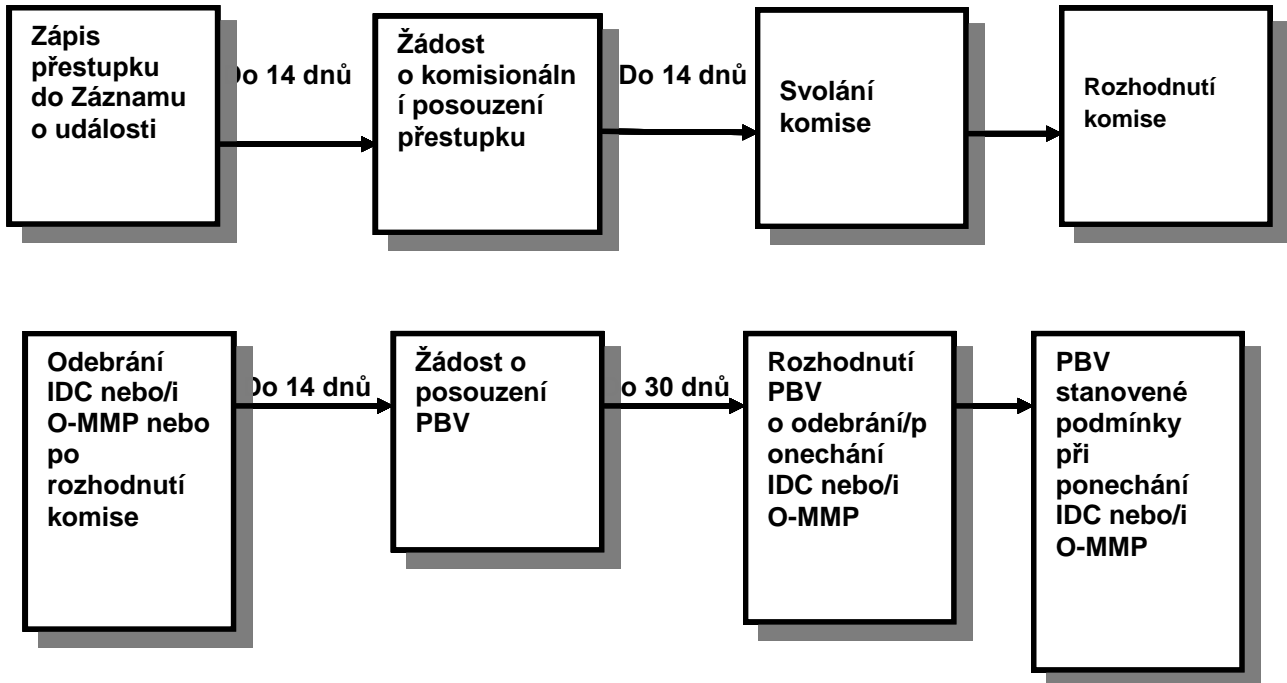 Zápis
přestupku
do Záznamu
o události
Do 14 dnů
Žádost
o komisionáln
í posouzení
přestupku
Do 14 dnů
Svolání
komise
Rozhodnutí
komise
Odebrání
IDC nebo/i
O-MMP nebo
po
rozhodnutí
komise
Do 14 dnů
Žádost o
posouzení
PBV
o 30 dnů
Rozhodnutí
PBV
o odebrání/p
onechání
IDC nebo/i
O-MMP
PBV
stanovené
podmínky
při
ponechání
IDC nebo/i
O-MMP